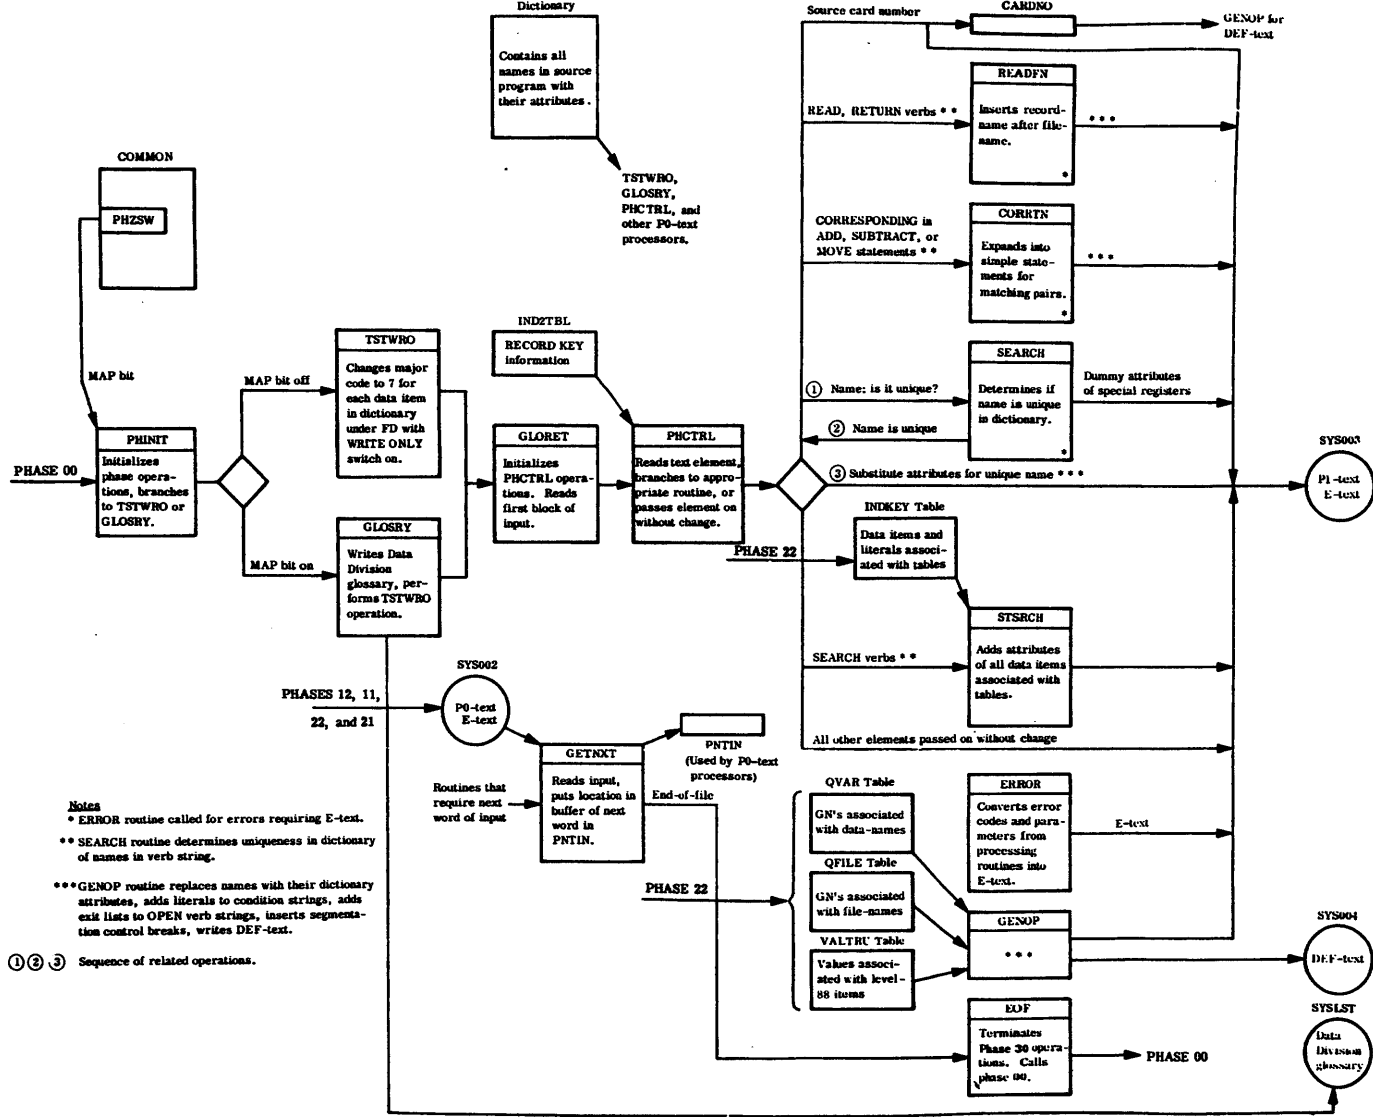 Dictionary
Contains all
names in source
program with
their attributes.
TSTWRO,
GLOSRY,
PHCTRL, and
other P0-text
processors.
COMMON
PHZSW
MAP bit
PHASE 00
PHINIT
Initializes
phase opera-
tions, branches
to TSTWRO or
GLOSRY.
MAP bit off
MAP bit on
TSTWRO
Changes major
code to 7 for
each data item
in dictionary
under FD with
WRITE ONLY
switch on.
GLOSRY
Writes Data
Division
glossary, per-
forms TSTWRO
operation.
IND2TBL
RECORD KEY
information
GLORET
Initializes
PHCTRL opera-
tions. Reads
first block of
input.
PHCTRL
Reads text element,
branches to appro-
priate routine, or
passes element on
without change.
Source card number
CARDNO
GENOP for
DEF-text
READFN
Inserts record-
name after file-
name.
*
READ, RETURN verbs **
***
CORRTN
Expands into
simple state-
ments for
matching pairs.
*
CORRESPONDING in
ADD, SUBTRACT, or
MOVE statements **
***
SEARCH
Determines if
name is unique
in dictionary.
*
① Name: is it unique?
② Name is unique
Dummy attributes
of special registers
③ Substitute attributes for unique name ***
SYS003
P1-text
E-text
PHASE 22
INDKEY Table
Data items and
literals associ-
ated with tables
STSRCH
Adds attributes
of all data items
associated with
tables.
SEARCH verbs **
All other elements passed on without change
PHASES 12, 11,
22, and 21
SYS002
P0-text
E-text
GETNXT
Reads input,
puts location in
buffer of next
word in
PNTIN.
Routines that
require next
word of input
PNTIN
(Used by P0-text
processors)
End-of-file
PHASE 22
QVAR Table
GN's associated
with data-names
QFILE Table
GN's associated
with file-names
VALTRU Table
Values associ-
ated with level-
88 items
ERROR
Converts error
codes and para-
meters from
processing
routines into
E-text.
E-text
GENOP
***
SYS004
DEF-text
EOF
Terminates
Phase 30 opera-
tions. Calls
phase 00.
PHASE 00
SYSLST
Data
Division
glossary
Notes
* ERROR routine called for errors requiring E-text.
** SEARCH routine determines uniqueness in dictionary
of names in verb string.
*** GENOP routine replaces names with their dictionary
attributes, adds literals to condition strings, adds
exit lists to OPEN verb strings, inserts segmenta-
tion control breaks, writes DEF-text.
① ② ③ Sequence of related operations.